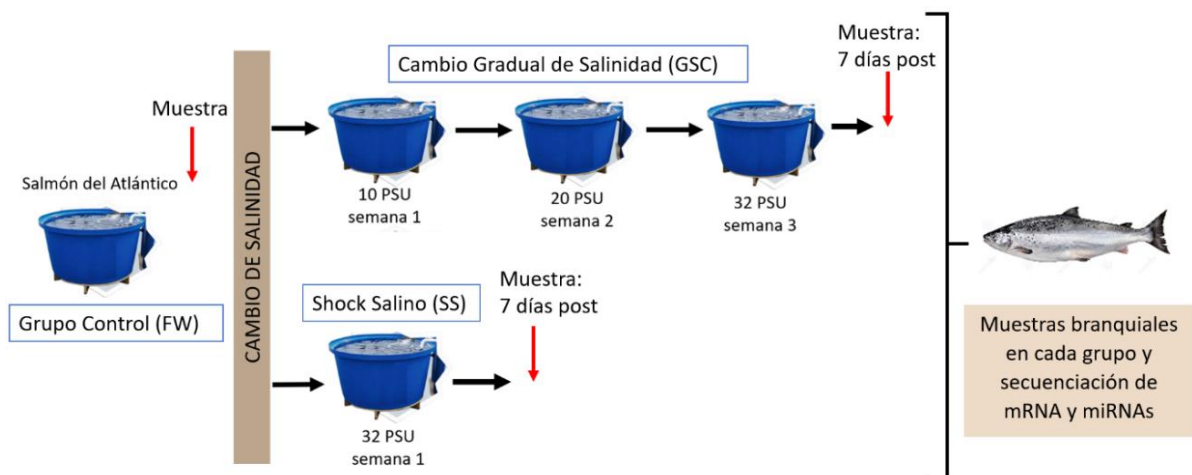 Muestra
Salmón del Atlántico
Grupo Control (FW)
CAMBIO DE SALINIDAD
Cambio Gradual de Salinidad (GSC)
10 PSU
semana 1
20 PSU
semana 2
32 PSU
semana 3
Muestra:
7 días post
Shock Salino (SS)
32 PSU
semana 1
Muestra:
7 días post
Muestras branquiales
en cada grupo y
secuenciación de
mRNA y miRNAs